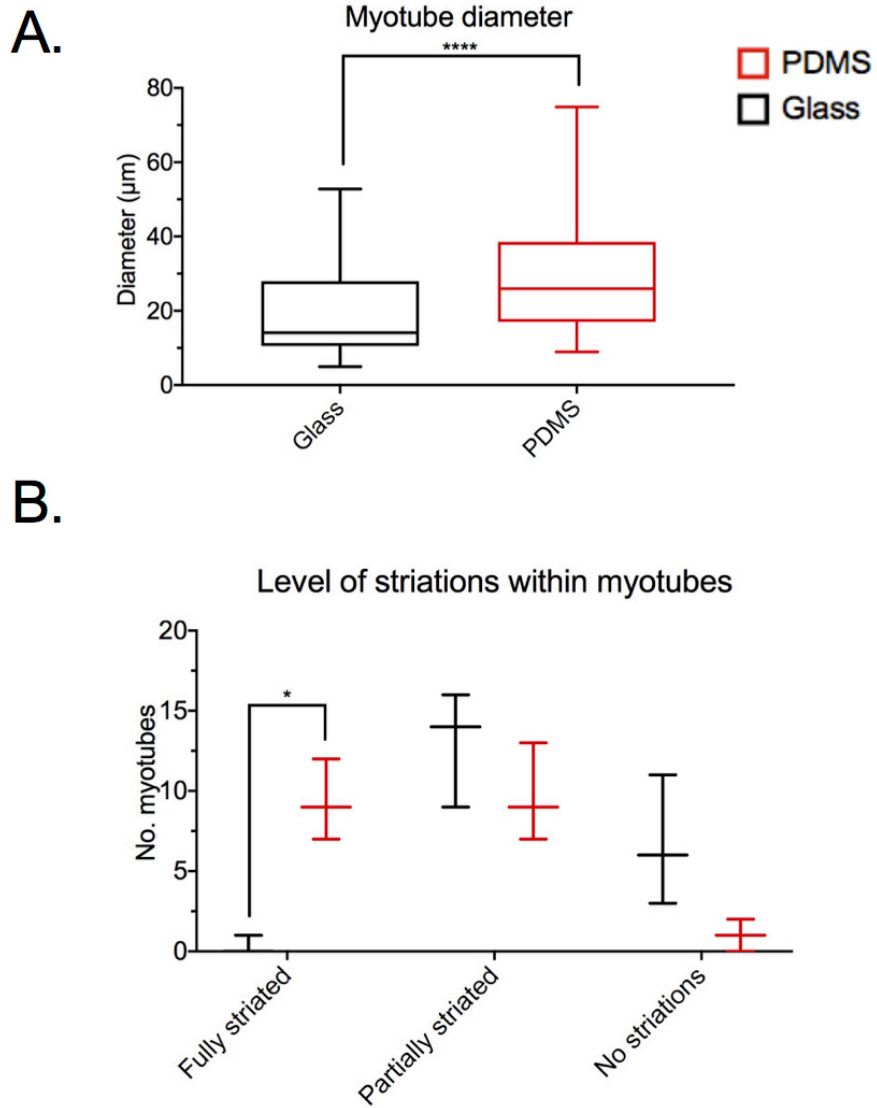 A.
Myotube diameter
****
PDMS
Glass
80
60
40
20
0
Diameter (μm)
Glass
PDMS
B.
Level of striations within myotubes
20
15
10
5
0
No. myotubes
*
Fully striated
Partially striated
No striations